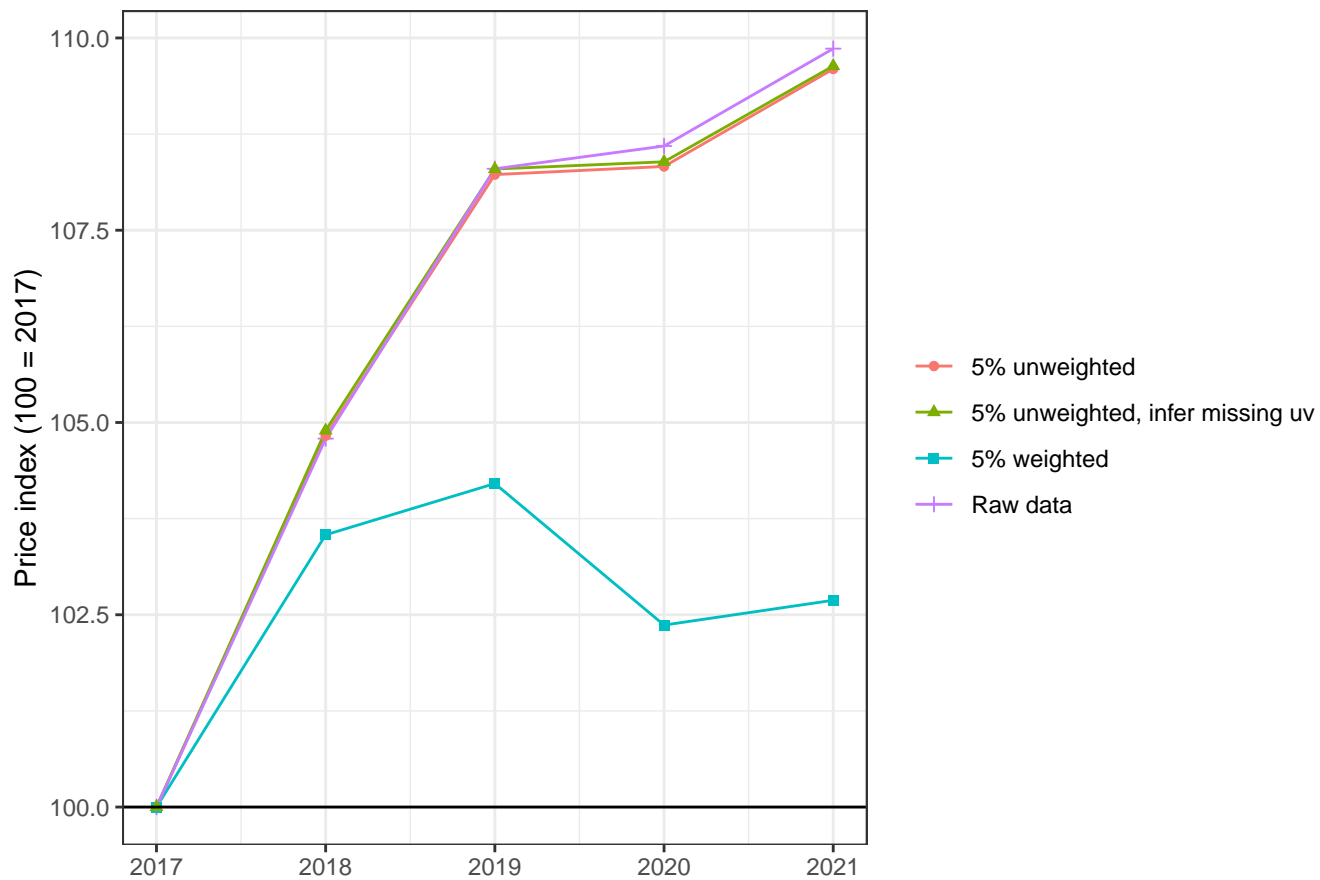 110.0
107.5
105.0
102.5
100.0
Price index (100 = 2017)
2017 2018 2019 2020 2021
5% unweighted
5% unweighted, infer missing uv
5% weighted
Raw data